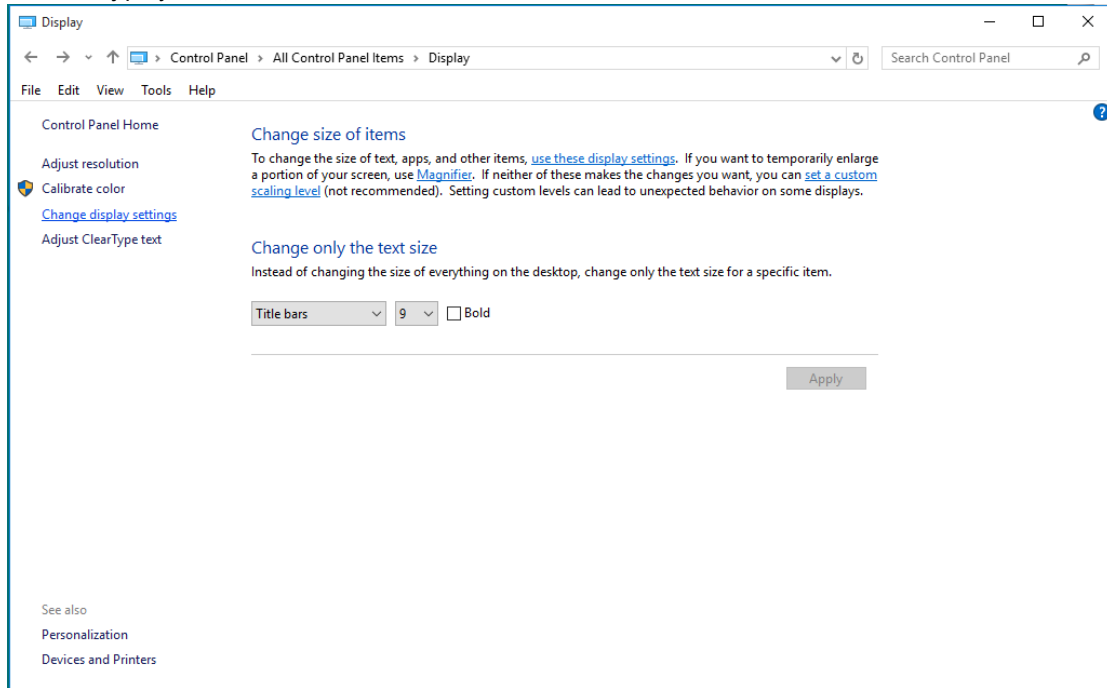 Display
Control Panel > All Control Panel Items > Display
Search Control Panel
File Edit View Tools Help
Control Panel Home
Adjust resolution
Calibrate color
Change display settings
Adjust ClearType text
Change size of items
To change the size of text, apps, and other items, use these display settings. If you want to temporarily enlarge
a portion of your screen, use Magnifier. If neither of these makes the changes you want, you can set a custom
scaling level (not recommended). Setting custom levels can lead to unexpected behavior on some displays.
Change only the text size
Instead of changing the size of everything on the desktop, change only the text size for a specific item.
Title bars 9 Bold
Apply
See also
Personalization
Devices and Printers